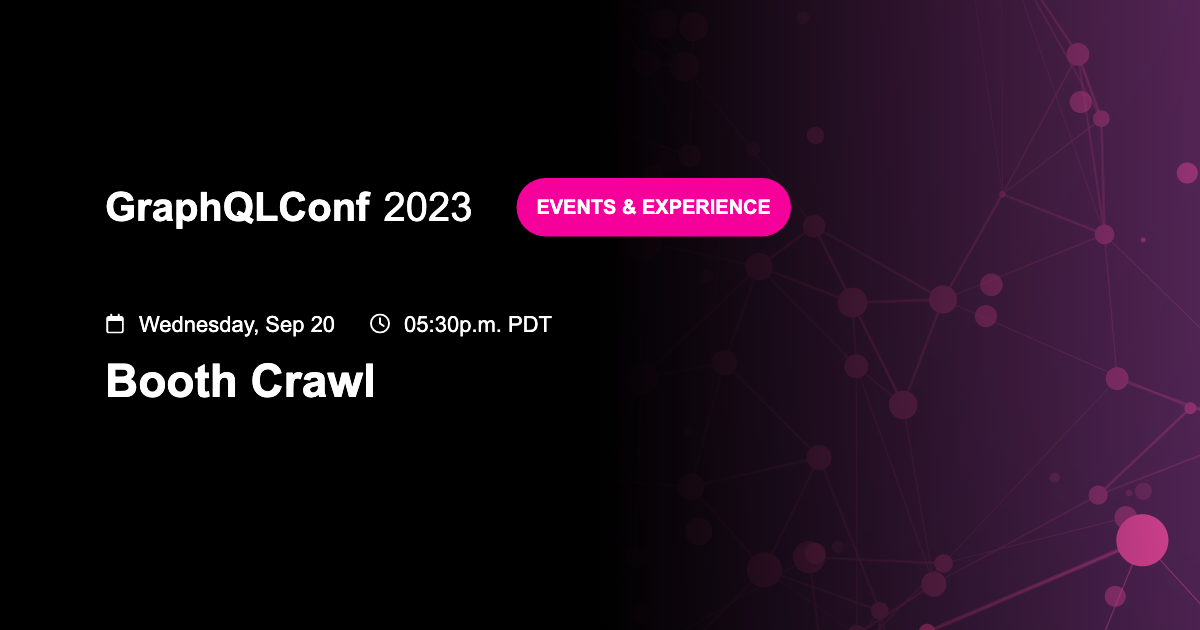 GraphQLConf 2023 EVENTS & EXPERIENCE
Wednesday, Sep 20 05:30p.m. PDT
Booth Crawl